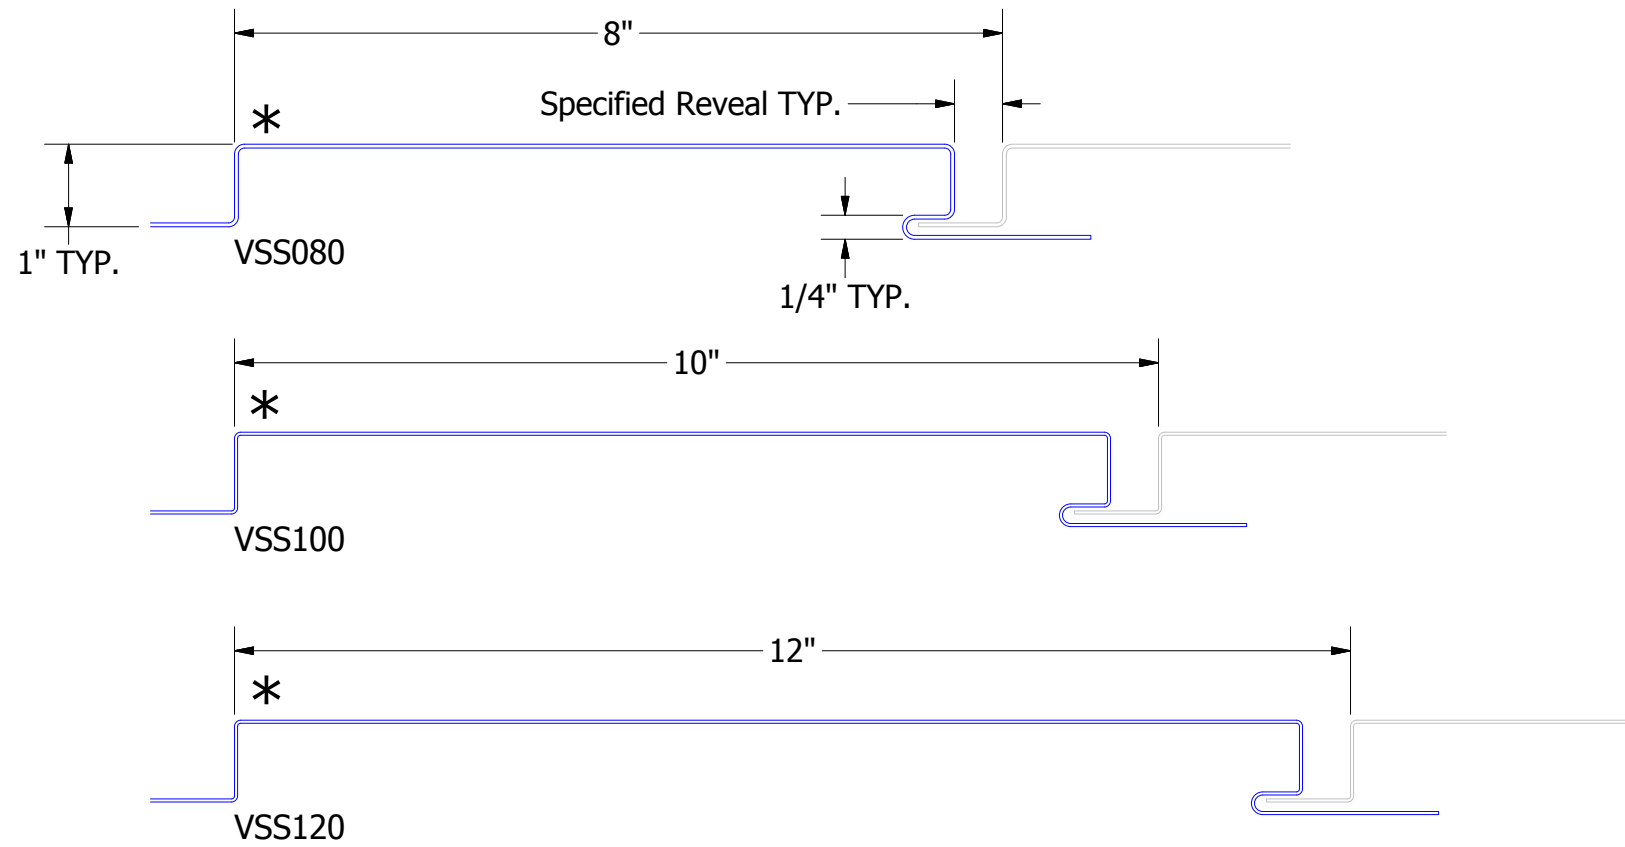 8"
Specified Reveal TYP.
*
1" TYP.
VSS080
1/4" TYP.
10"
*
VSS100
12"
*
VSS120